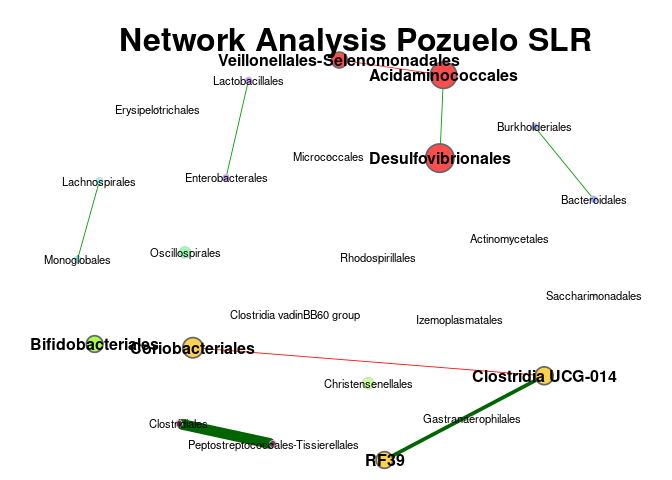 Network Analysis Pozuelo SLR
Veillonellales-Selenomonadales
Acidaminococcales
Lactobacillales
Erysipelotrichales
Burkholderiales
Micrococcales
Desulfovibrionales
Lachnospirales
Enterobacterales
Bacteroidales
Actinomycetales
Oscillospirales
Rhodospirillales
Monoglobales
Saccharimonadales
Clostridia vadinBB60 group
Izemoplasmatales
Bifidobacteriales
Coriobacteriales
Clostridia UCG-014
Christensenellales
Gastranaerophilales
Clostridiales
Peptostreptococcales-Tissierellales
RF39